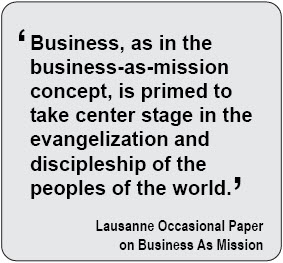 ‘Business, as in the
business-as-mission
concept, is primed to
take center stage in the
evangelization and
discipleship of the
peoples of the world.’
Lausanne Occasional Paper
on Business As Mission